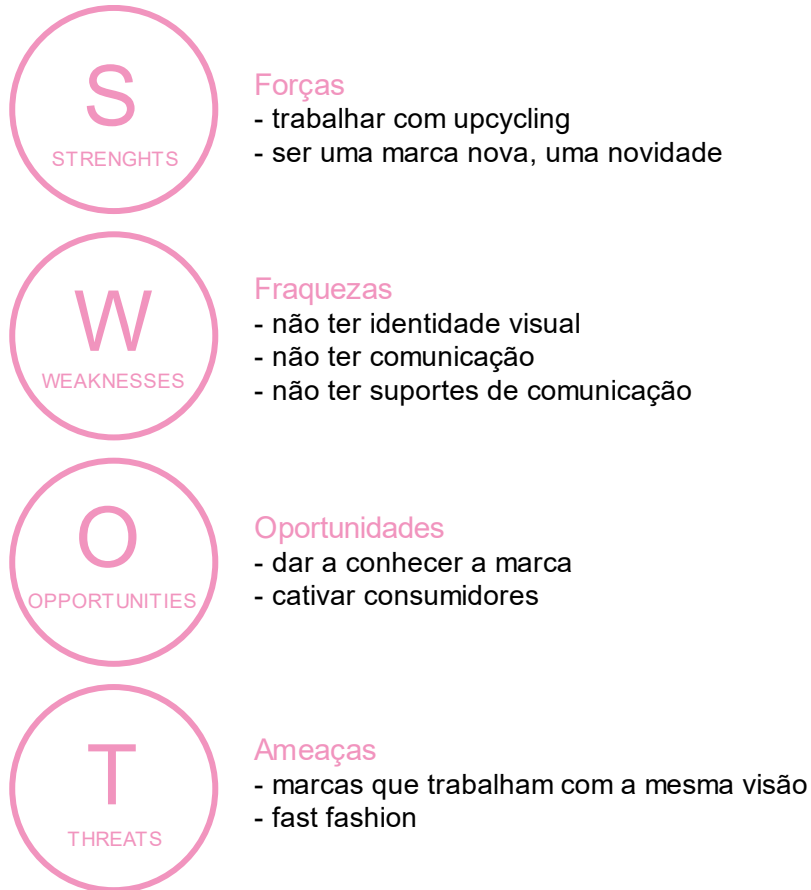 S
STRENGHTS
Forças
- trabalhar com upcycling
- ser uma marca nova, uma novidade
W
WEAKNESSES
Fraquezas
- não ter identidade visual
- não ter comunicação
- não ter suportes de comunicação
O
OPPORTUNITIES
Oportunidades
- dar a conhecer a marca
- cativar consumidores
T
THREATS
Ameaças
- marcas que trabalham com a mesma visão
- fast fashion